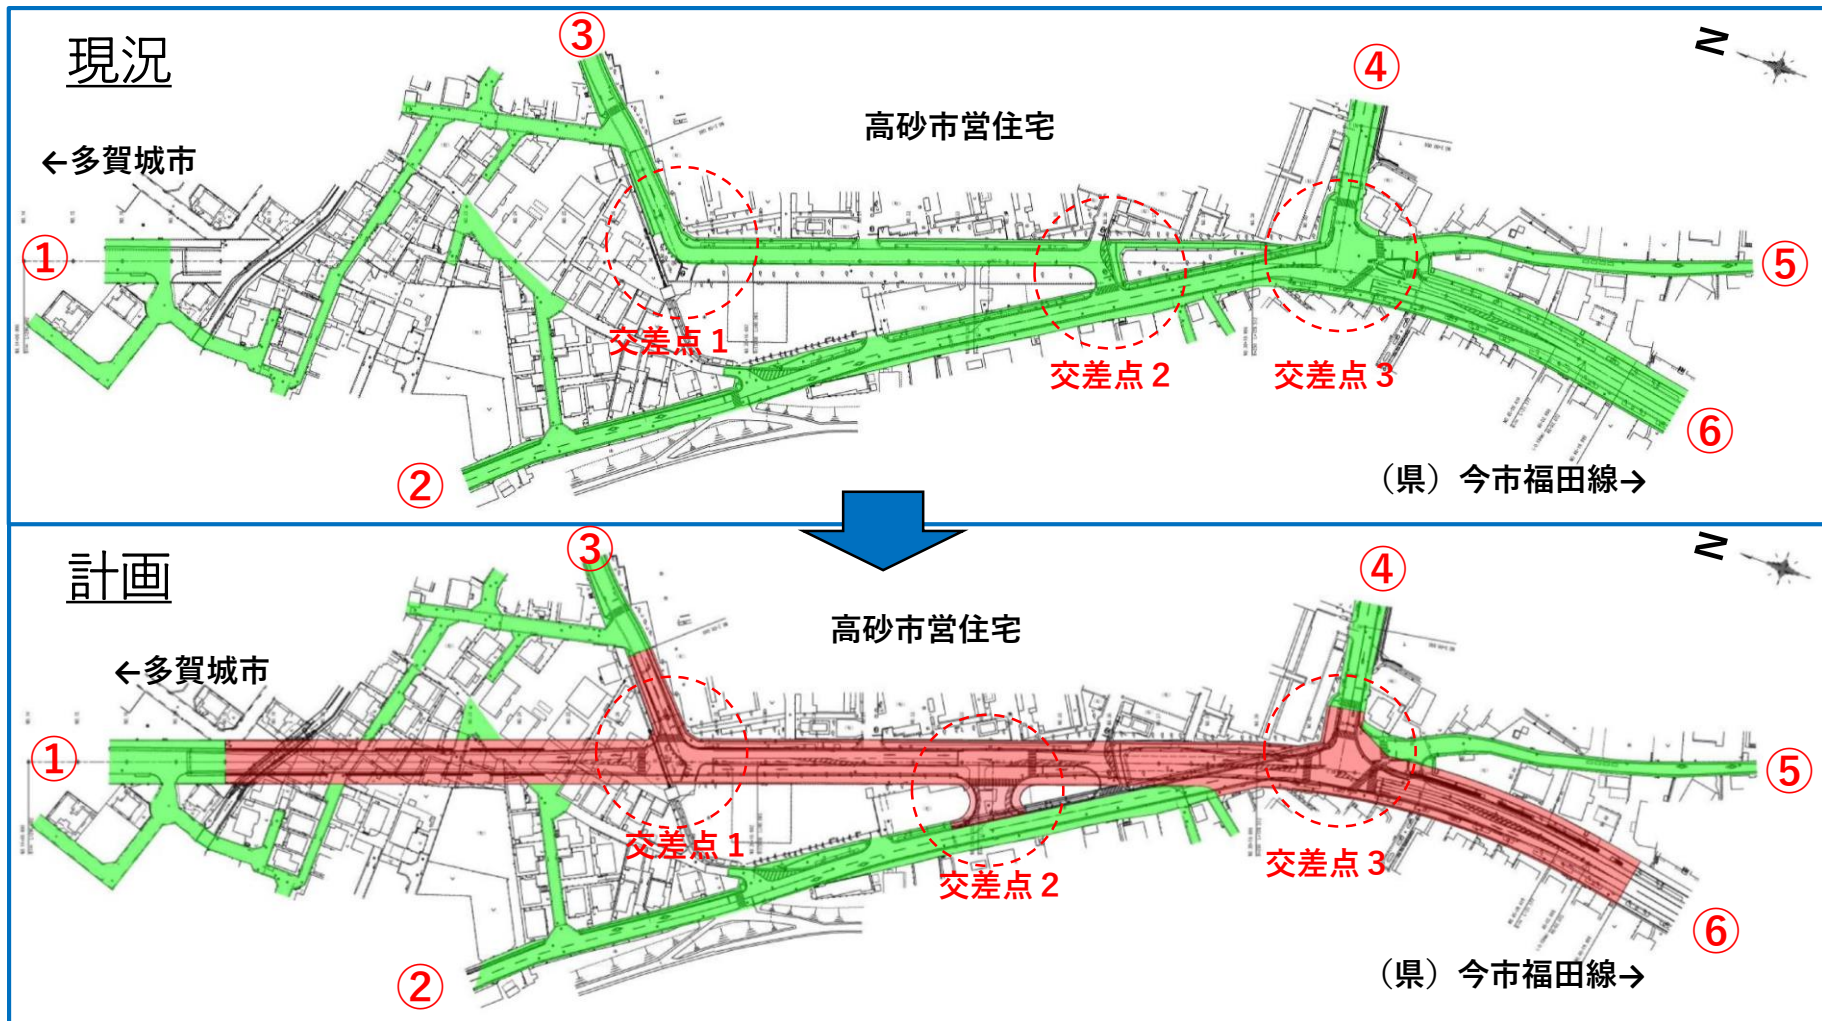 現況
③
④
N
高砂市営住宅
←多賀城市
①
⑤
交差点1
交差点2
交差点3
⑥
②
（県）今市福田線→
計画
③
④
N
高砂市営住宅
←多賀城市
①
⑤
交差点1
交差点2
交差点3
⑥
②
（県）今市福田線→